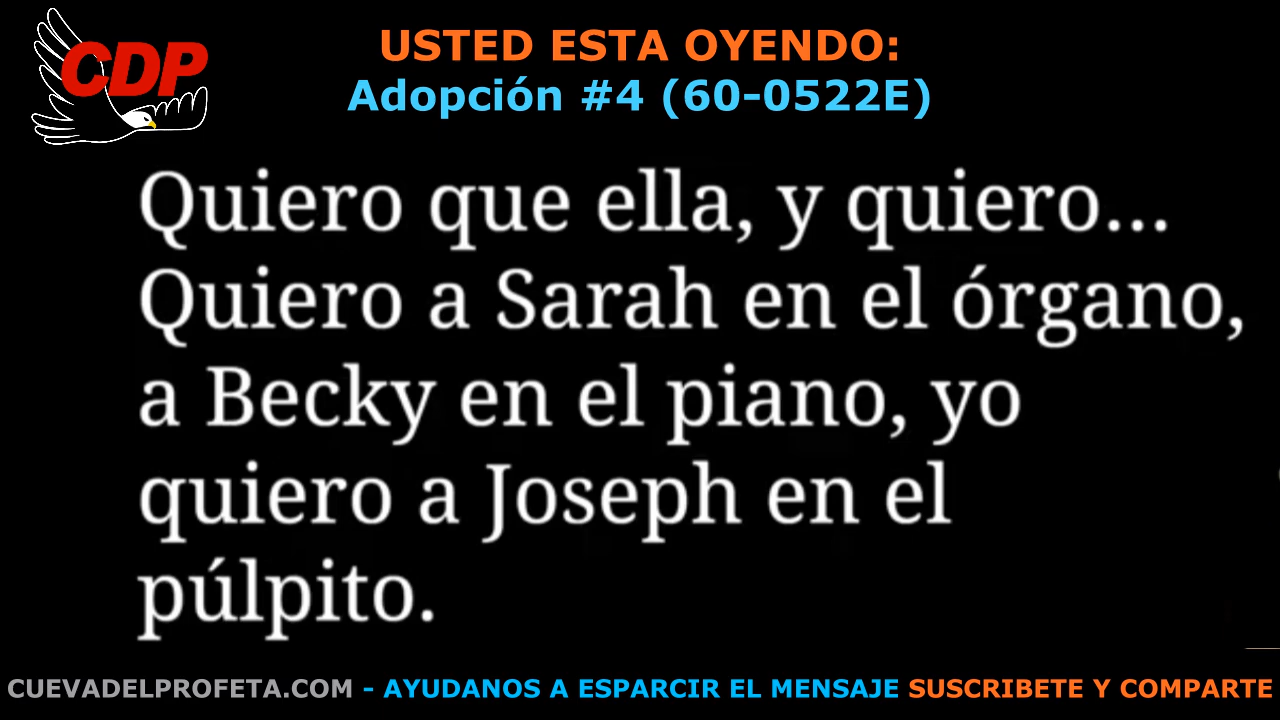 CDP
USTED ESTA OYENDO:
Adopción #4 (60-0522E)
Quiero que ella, y quiero...
Quiero a Sarah en el órgano,
a Becky en el piano, yo
quiero a Joseph en el
púlpito.
CUEVADELPROFETA.COM - AYUDANOS A ESPARCIR EL MENSAJE SUSCRIBETE Y COMPARTE